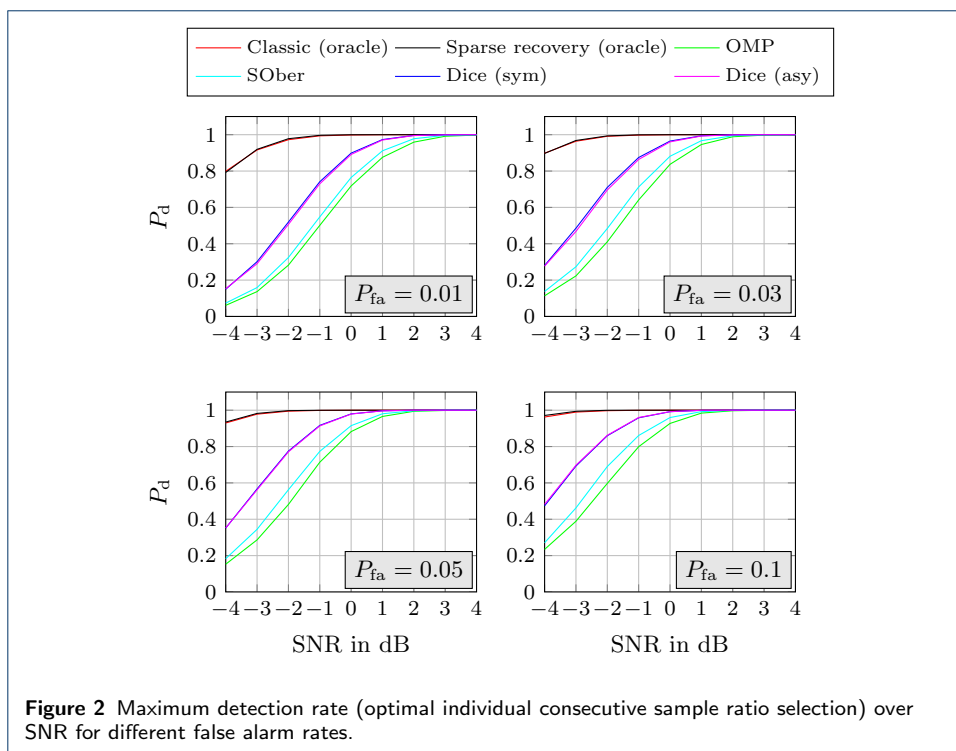 Classic (oracle) Sparse recovery (oracle) OMP
SOber Dice (sym) Dice (asy)
1
0.8
0.6
0.4
0.2
0
P_d
P_fa = 0.01
−4 −3 −2 −1 0 1 2 3 4
1
0.8
0.6
0.4
0.2
0
P_fa = 0.03
−4 −3 −2 −1 0 1 2 3 4
1
0.8
0.6
0.4
0.2
0
P_d
P_fa = 0.05
−4 −3 −2 −1 0 1 2 3 4
SNR in dB
1
0.8
0.6
0.4
0.2
0
P_fa = 0.1
−4 −3 −2 −1 0 1 2 3 4
SNR in dB
Figure 2 Maximum detection rate (optimal individual consecutive sample ratio selection) over
SNR for different false alarm rates.